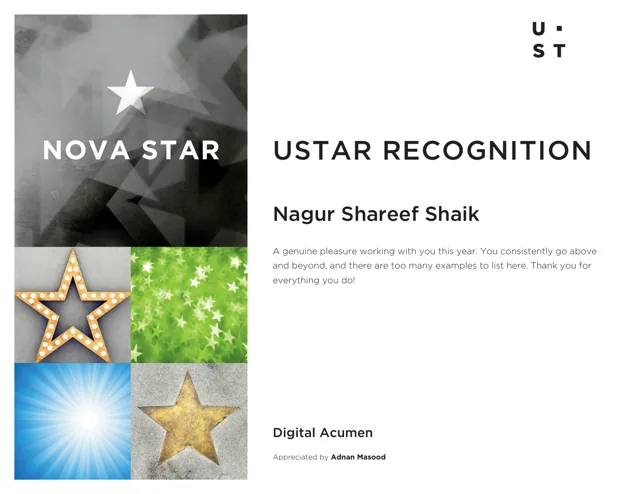 U ·
ST
NOVA STAR
USTAR RECOGNITION
Nagur Shareef Shaik
A genuine pleasure working with you this year. You consistently go above
and beyond, and there are too many examples to list here. Thank you for
everything you do!
Digital Acumen
Appreciated by Adnan Masood